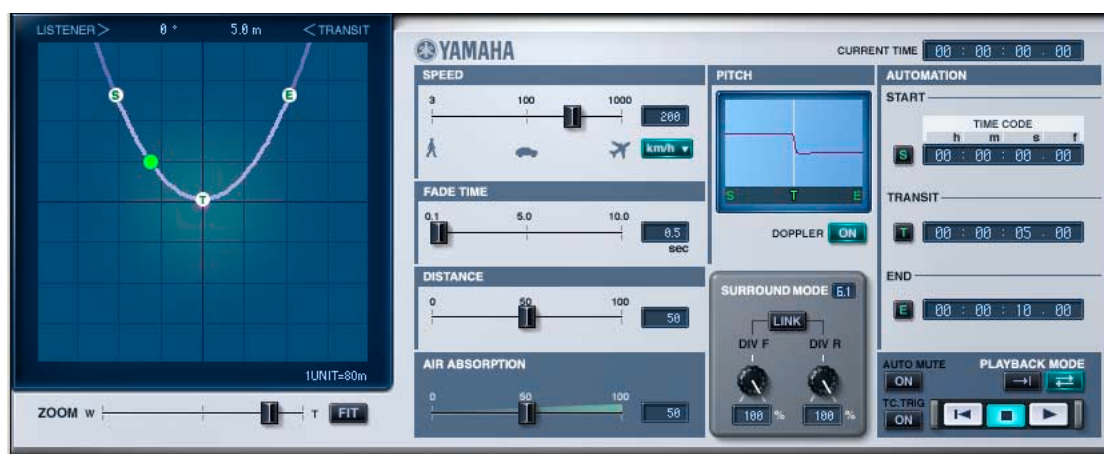 LISTENER> 0 ° 5.0 m <TRANSIT
S E
T
1UNIT=80m
ZOOM W T FIT
YAMAHA
CURRENT TIME 00 : 00 : 00 . 00
SPEED
3 100 1000
200
km/h
FADE TIME
0.1 5.0 10.0
0.5
sec
DISTANCE
0 50 100
50
AIR ABSORPTION
0 50 100
50
PITCH
S T E
DOPPLER ON
SURROUND MODE 6.1
LINK
DIV F DIV R
100 % 100 %
AUTOMATION
START
TIME CODE
h m s f
S 00 : 00 : 00 . 00
TRANSIT
T 00 : 00 : 05 . 00
END
E 00 : 00 : 10 . 00
AUTO MUTE PLAYBACK MODE
ON
TC.TRIG
ON